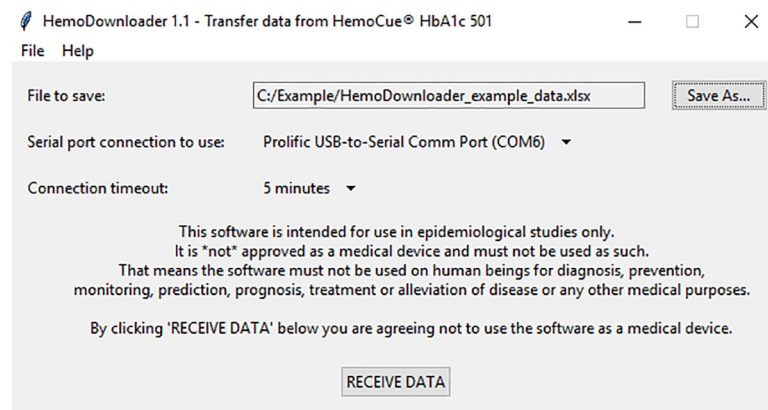 HemoDownloader 1.1 - Transfer data from HemoCue® HbA1c 501
File Help
File to save: C:/Example/HemoDownloader_example_data.xlsx Save As...
Serial port connection to use: Prolific USB-to-Serial Comm Port (COM6)
Connection timeout: 5 minutes
This software is intended for use in epidemiological studies only.
It is *not* approved as a medical device and must not be used as such.
That means the software must not be used on human beings for diagnosis, prevention,
monitoring, prediction, prognosis, treatment or alleviation of disease or any other medical purposes.
By clicking 'RECEIVE DATA' below you are agreeing not to use the software as a medical device.
RECEIVE DATA